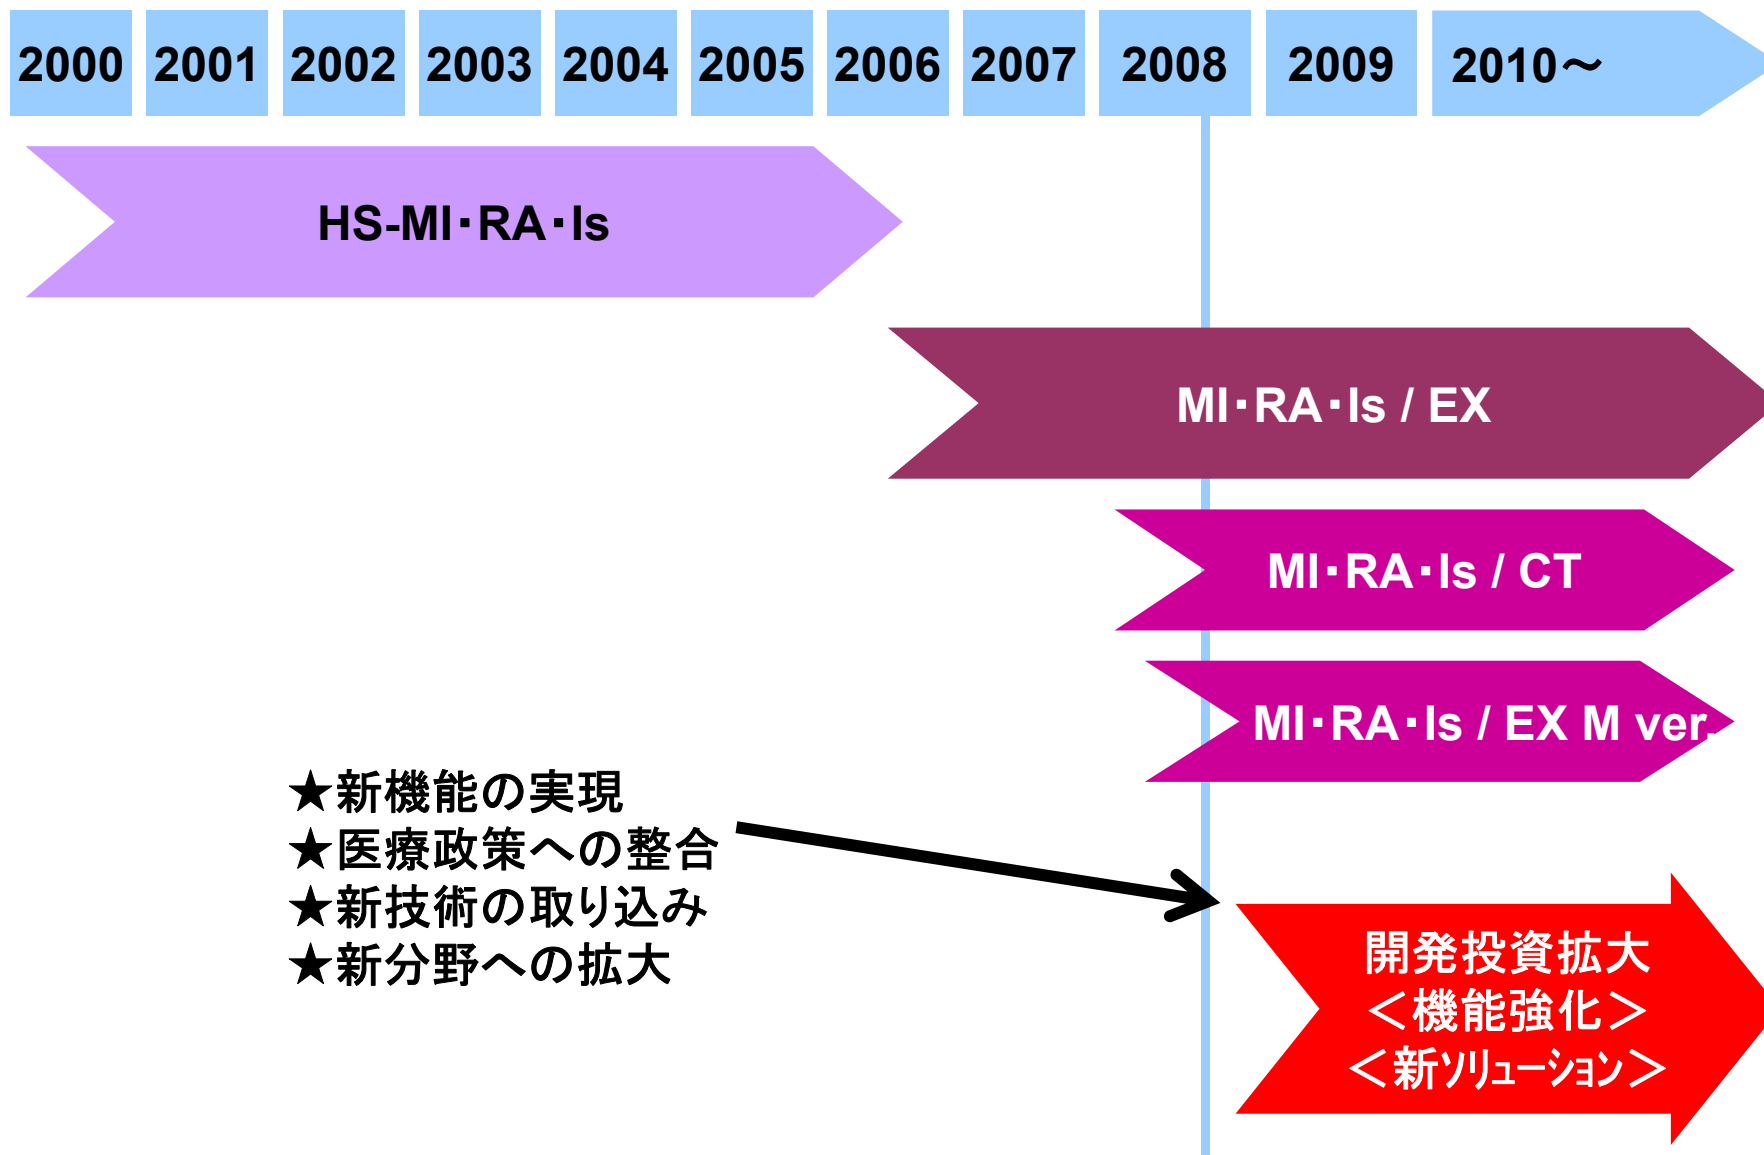 2000 2001 2002 2003 2004 2005 2006 2007 2008 2009 2010～
HS-MI･RA･Is
MI･RA･Is / EX
MI･RA･Is / CT
MI･RA･Is / EX M ver.
★新機能の実現
★医療政策への整合
★新技術の取り込み
★新分野への拡大
開発投資拡大
＜機能強化＞
＜新ｿﾘｭｰｼｮﾝ＞